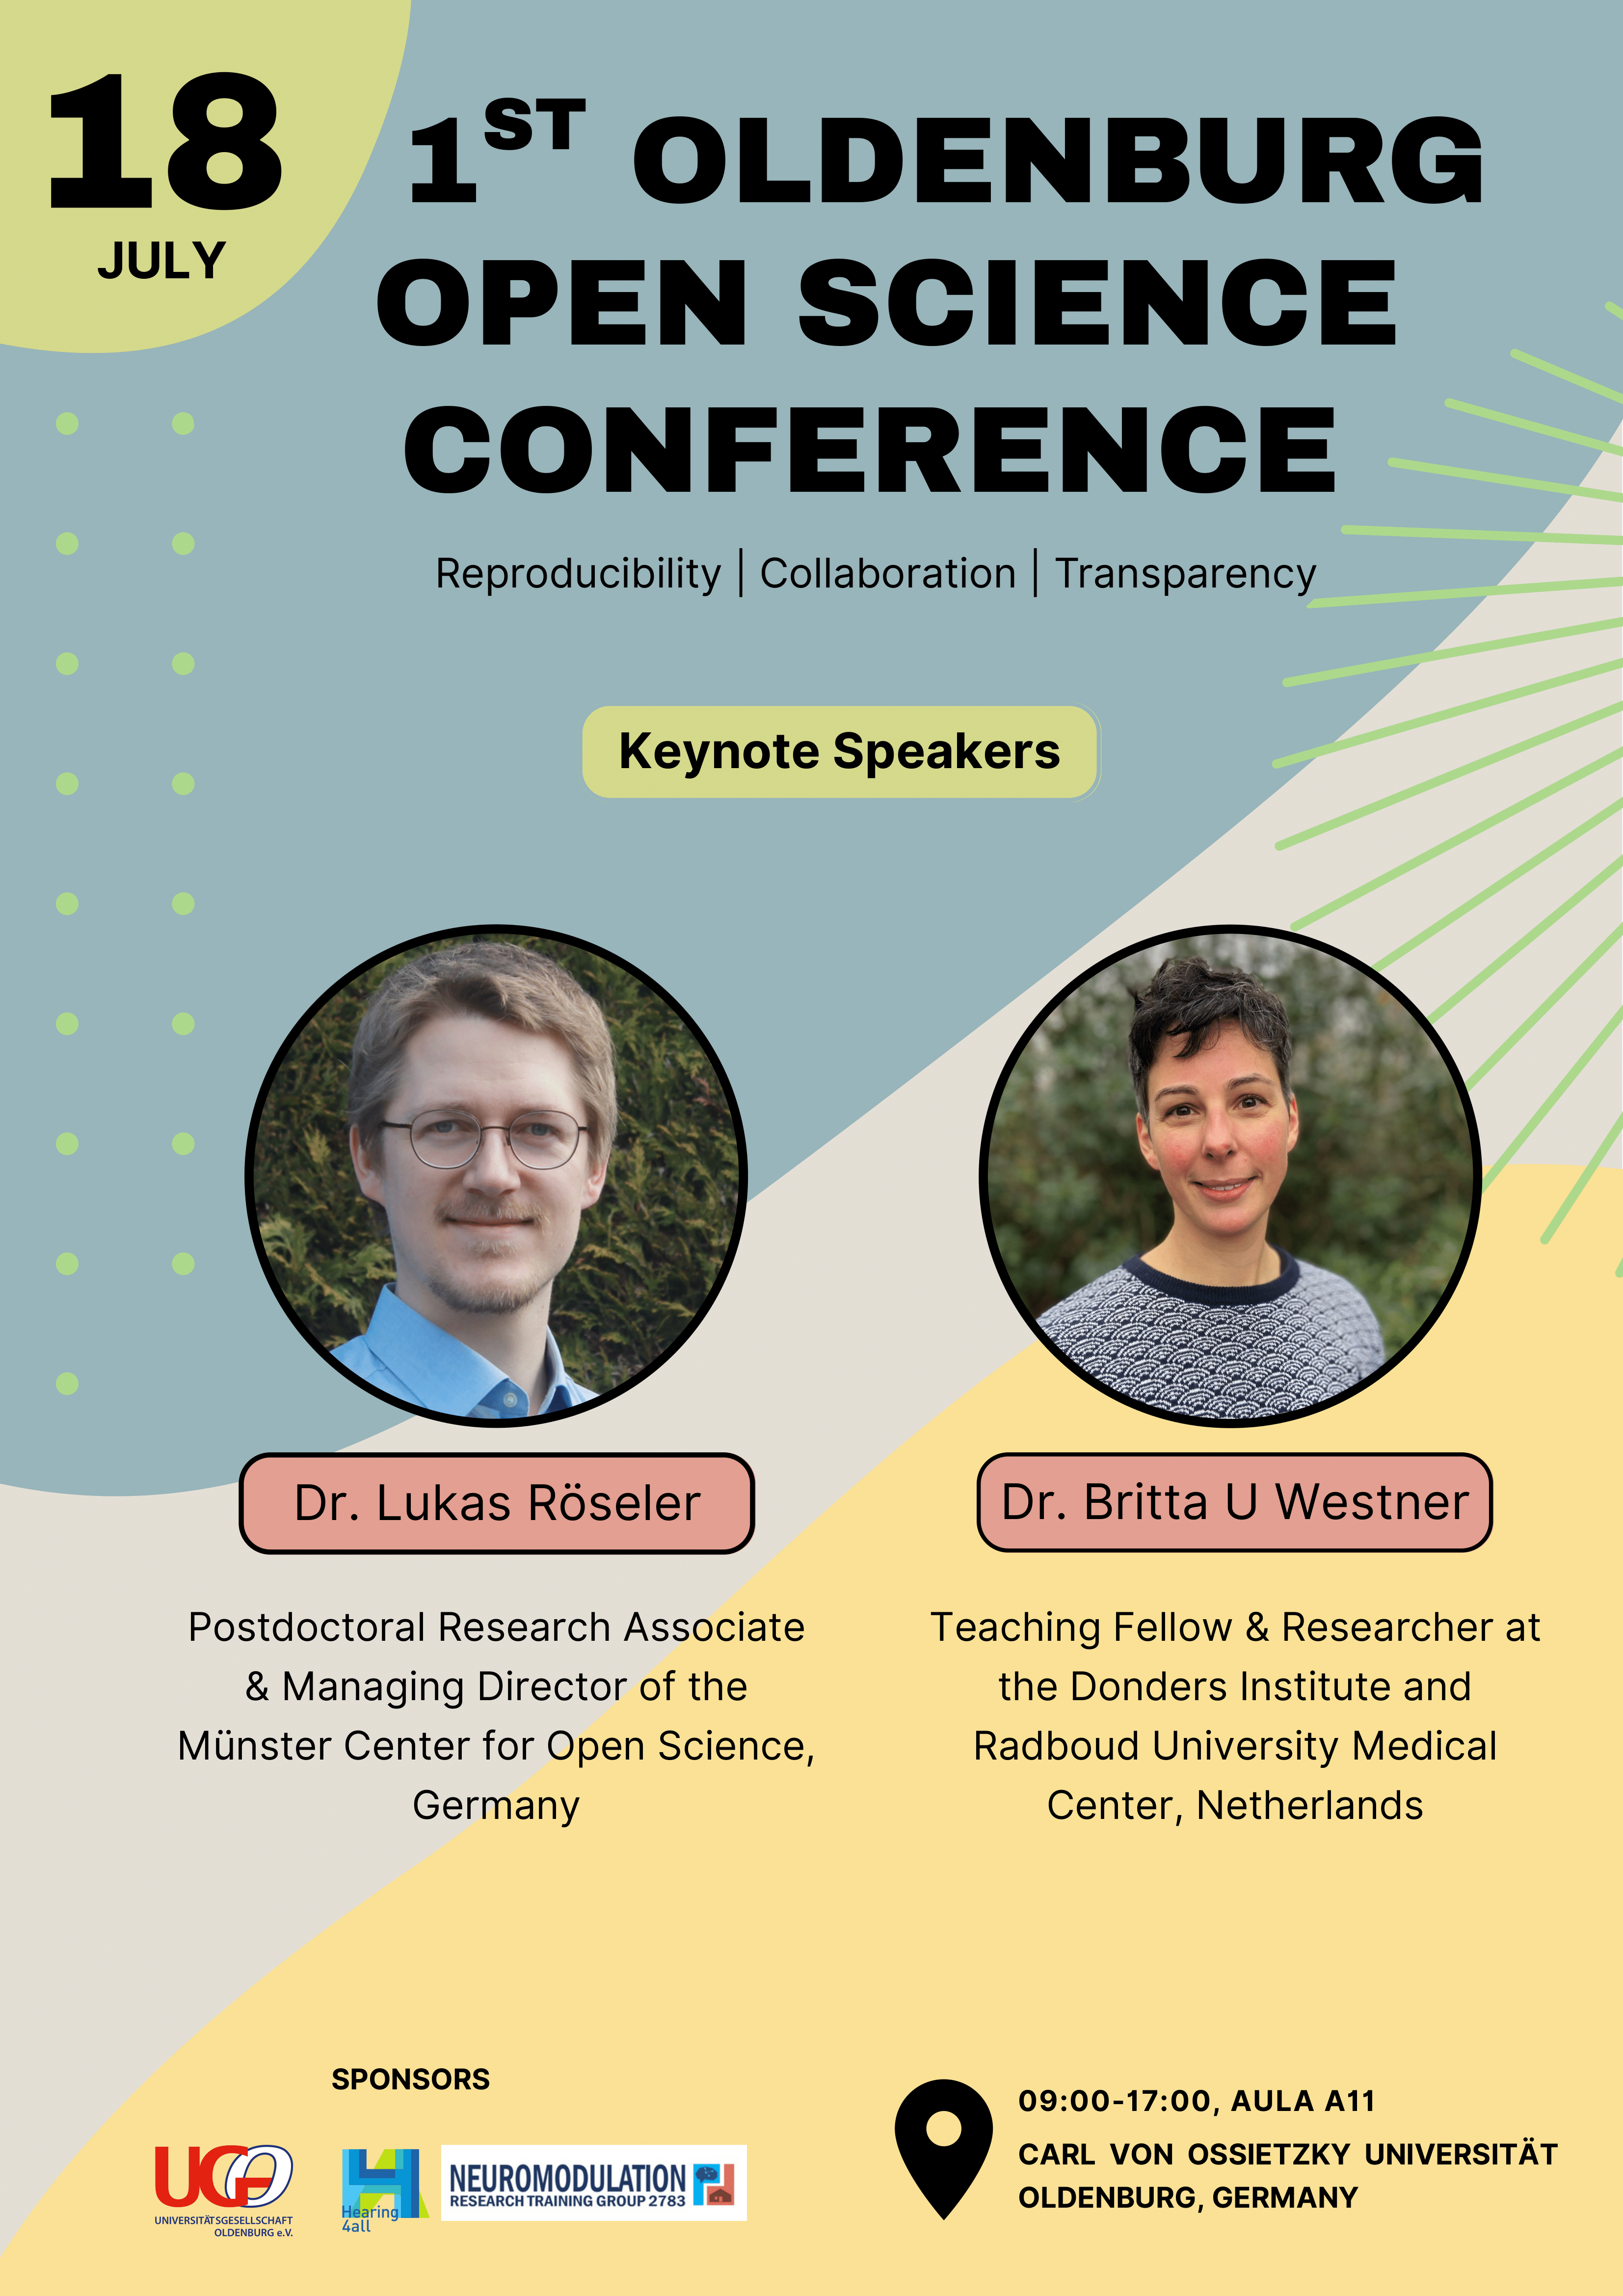 18
JULY
1ST OLDENBURG
OPEN SCIENCE
CONFERENCE
Reproducibility | Collaboration | Transparency
Keynote Speakers
Dr. Lukas Röseler
Postdoctoral Research Associate
& Managing Director of the
Münster Center for Open Science,
Germany
Dr. Britta U Westner
Teaching Fellow & Researcher at
the Donders Institute and
Radboud University Medical
Center, Netherlands
SPONSORS
UGO
UNIVERSITÄTSGESELLSCHAFT
OLDENBURG e.V.
Hearing
4all
NEUROMODULATION
RESEARCH TRAINING GROUP 2783
09:00-17:00, AULA A11
CARL VON OSSIETZKY UNIVERSITÄT
OLDENBURG, GERMANY